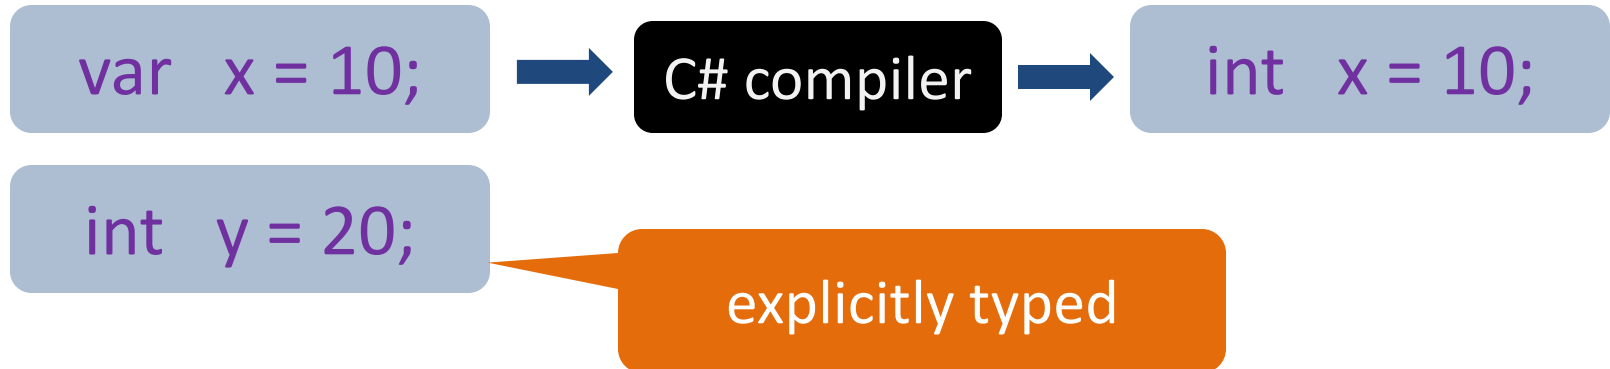 var x = 10;
C# compiler
int x = 10;
int y = 20;
explicitly typed